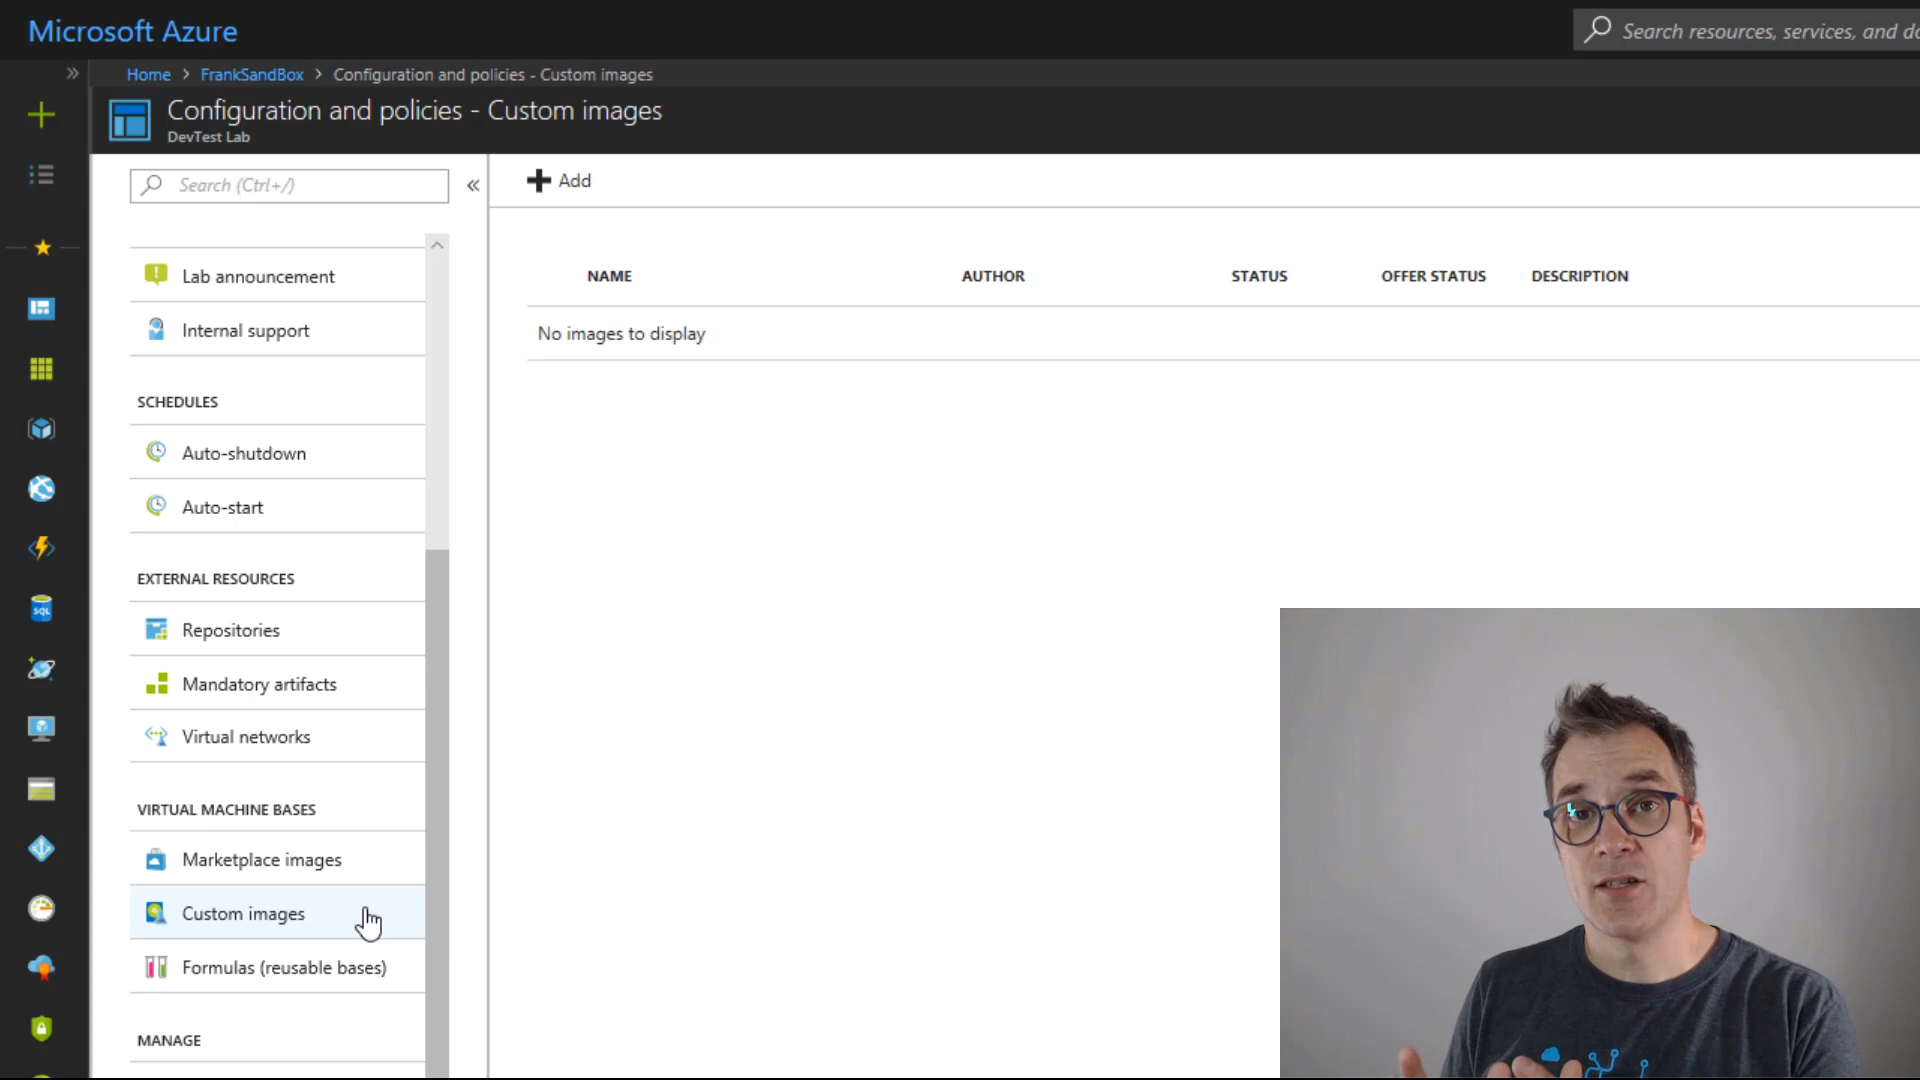 Microsoft Azure
Search resources, services, and do
Home > FrankSandBox > Configuration and policies - Custom images
Configuration and policies - Custom images
DevTest Lab
Search (Ctrl+/)
Add
Lab announcement
Internal support
SCHEDULES
Auto-shutdown
Auto-start
EXTERNAL RESOURCES
Repositories
Mandatory artifacts
Virtual networks
VIRTUAL MACHINE BASES
Marketplace images
Custom images
Formulas (reusable bases)
MANAGE
NAME AUTHOR STATUS OFFER STATUS DESCRIPTION
No images to display
SQL